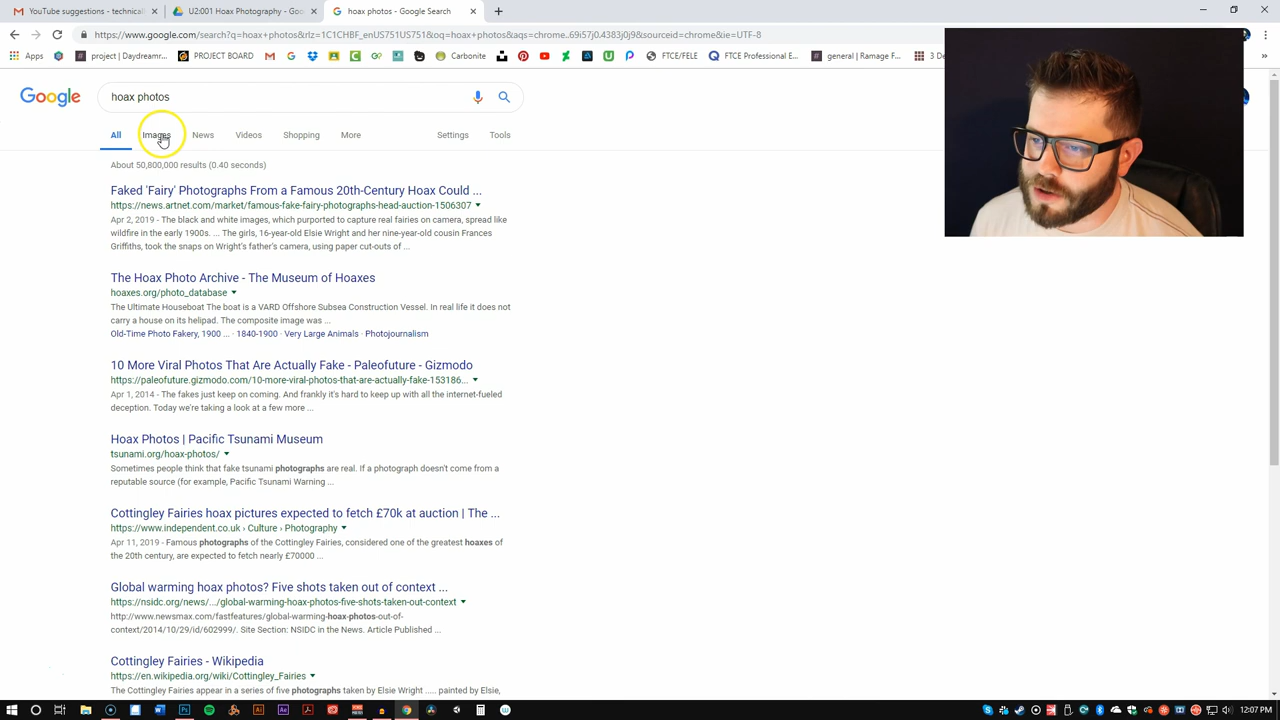 YouTube suggestions - technicall
U2:001 Hoax Photography - Goo
hoax photos - Google Search
https://www.google.com/search?q=hoax+photos&rlz=1C1CHBF_enUS751US751&oq=hoax+photos&aqs=chrome..69i57j0.4383j0j9&sourceid=chrome&ie=UTF-8
Apps
project | Daydream...
PROJECT BOARD
Carbonite
FTCE/FELE
FTCE Professional E...
general | Ramage F...
3 D
Google
hoax photos
All
Images
News
Videos
Shopping
More
Settings
Tools
About 50,800,000 results (0.40 seconds)
Faked 'Fairy' Photographs From a Famous 20th-Century Hoax Could ...
https://news.artnet.com/market/famous-fake-fairy-photographs-head-auction-1506307
Apr 2, 2019 - The black and white images, which purported to capture real fairies on camera, spread like
wildfire in the early 1900s. ... The girls, 16-year-old Elsie Wright and her nine-year-old cousin Frances
Griffiths, took the snaps on Wright's father's camera, using paper cut-outs of ...
The Hoax Photo Archive - The Museum of Hoaxes
hoaxes.org/photo_database
The Ultimate Houseboat The boat is a VARD Offshore Subsea Construction Vessel. In real life it does not
carry a house on its helipad. The composite image was ...
Old-Time Photo Fakery, 1900 ... · 1840-1900 · Very Large Animals · Photojournalism
10 More Viral Photos That Are Actually Fake - Paleofuture - Gizmodo
https://paleofuture.gizmodo.com/10-more-viral-photos-that-are-actually-fake-153186...
Apr 1, 2014 - The fakes just keep on coming. And frankly it's hard to keep up with all the internet-fueled
deception. Today we're taking a look at a few more ...
Hoax Photos | Pacific Tsunami Museum
tsunami.org/hoax-photos/
Sometimes people think that fake tsunami photographs are real. If a photograph doesn't come from a
reputable source (for example, Pacific Tsunami Warning ...
Cottingley Fairies hoax pictures expected to fetch £70k at auction | The ...
https://www.independent.co.uk › Culture › Photography
Apr 11, 2019 - Famous photographs of the Cottingley Fairies, considered one of the greatest hoaxes of
the 20th century, are expected to fetch nearly £70000 ...
Global warming hoax photos? Five shots taken out of context ...
https://nsidc.org/news/.../global-warming-hoax-photos-five-shots-taken-out-context
http://www.newsmax.com/fastfeatures/global-warming-hoax-photos-out-of-
context/2014/10/29/id/602999/. Site Section: NSIDC in the News. Article Published ...
Cottingley Fairies - Wikipedia
https://en.wikipedia.org/wiki/Cottingley_Fairies
The Cottingley Fairies appear in a series of five photographs taken by Elsie Wright ..... painted by Elsie,
12:07 PM